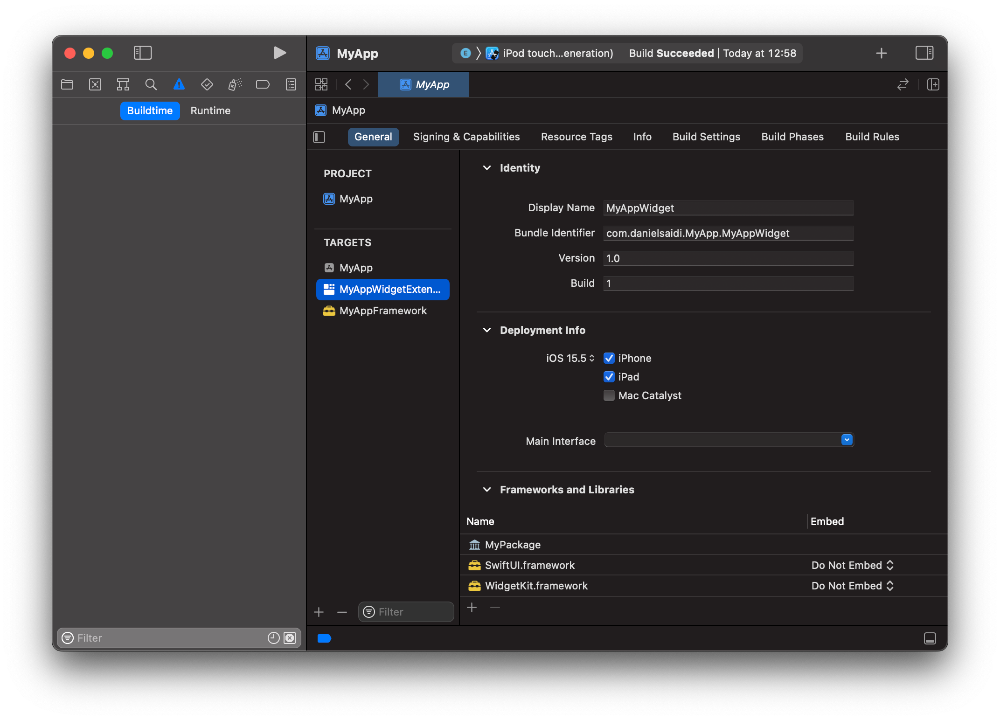 MyApp
iPod touch...eneration)
Build Succeeded | Today at 12:58
MyApp
Buildtime
Runtime
MyApp
General
Signing & Capabilities
Resource Tags
Info
Build Settings
Build Phases
Build Rules
PROJECT
MyApp
TARGETS
MyApp
MyAppWidgetExten...
MyAppFramework
Identity
Display Name
MyAppWidget
Bundle Identifier
com.danielsaidi.MyApp.MyAppWidget
Version
1.0
Build
1
Deployment Info
iOS 15.5
iPhone
iPad
Mac Catalyst
Main Interface
Frameworks and Libraries
Name
Embed
MyPackage
SwiftUI.framework
Do Not Embed
WidgetKit.framework
Do Not Embed
Filter
Filter